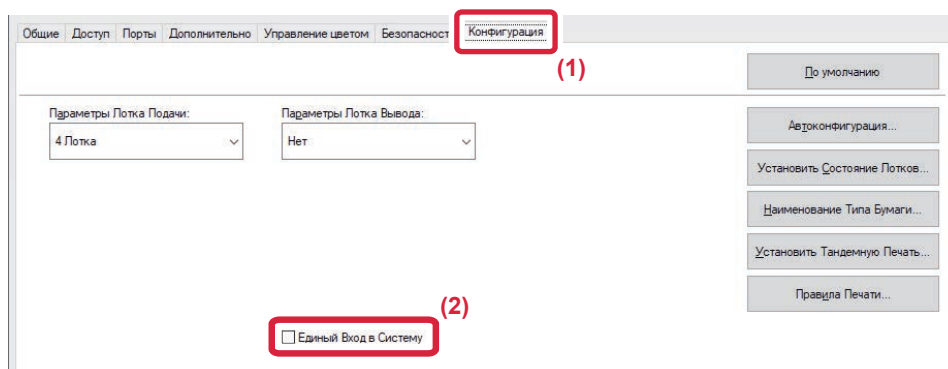 Общие Доступ Порты Дополнительно Управление цветом Безопасност Конфигурация
(1)
По умолчанию
Параметры Лотка Подачи: Параметры Лотка Вывода:
4 Лотка Нет
Автоконфигурация...
Установить Состояние Лотков...
Наименование Типа Бумаги...
Установить Тандемную Печать...
Правила Печати...
(2)
Единый Вход в Систему